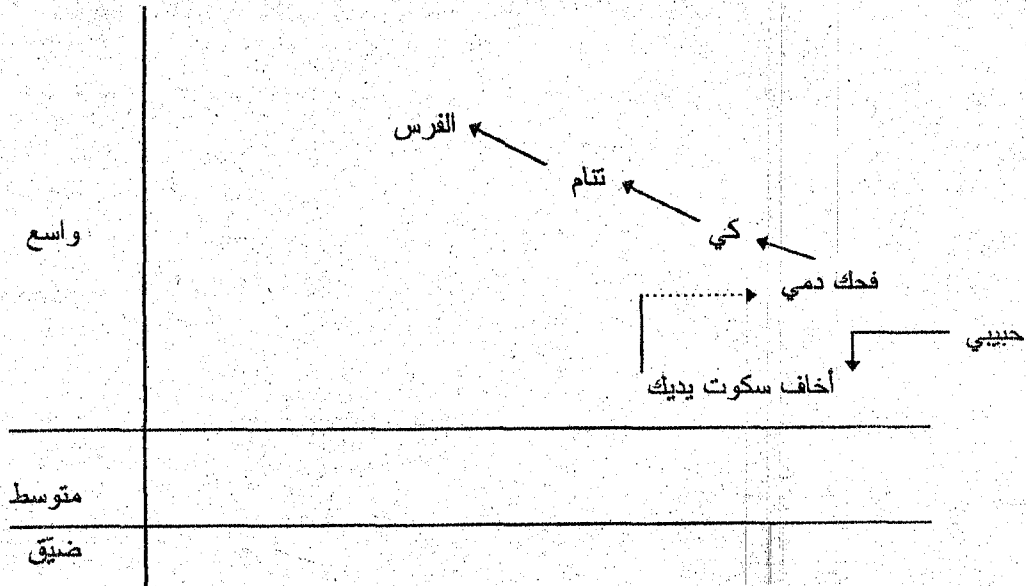 الفرس
تنام
واسع
كي
فحك دمي
حبيبي
أخاف سكوت يديك
متوسط
ضيّق